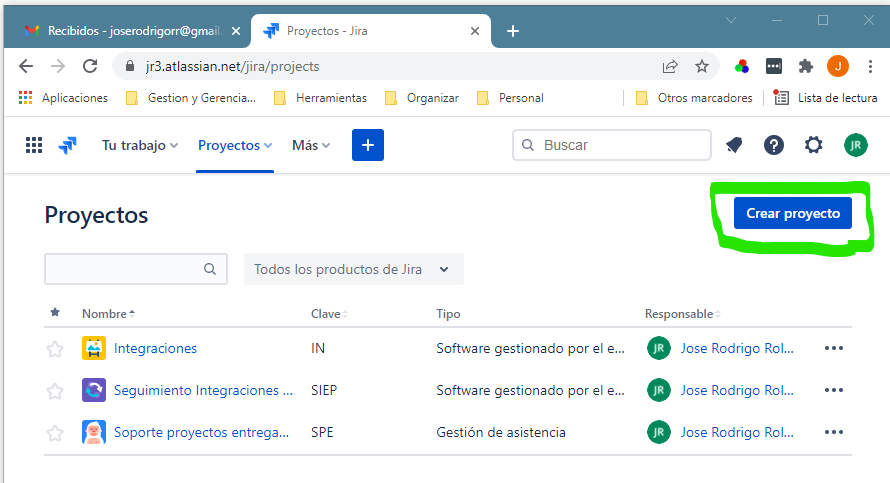 Recibidos - joserodrigorr@gmail.
Proyectos - Jira
jr3.atlassian.net/jira/projects
J
Aplicaciones
Gestion y Gerencia...
Herramientas
Organizar
Personal
Otros marcadores
Lista de lectura
Tu trabajo
Proyectos
Más
Buscar
JR
Proyectos
Crear proyecto
Todos los productos de Jira
Nombre Clave Tipo Responsable
Integraciones IN Software gestionado por el e... JR Jose Rodrigo Rol...
Seguimiento Integraciones ... SIEP Software gestionado por el e... JR Jose Rodrigo Rol...
Soporte proyectos entrega... SPE Gestión de asistencia JR Jose Rodrigo Rol...